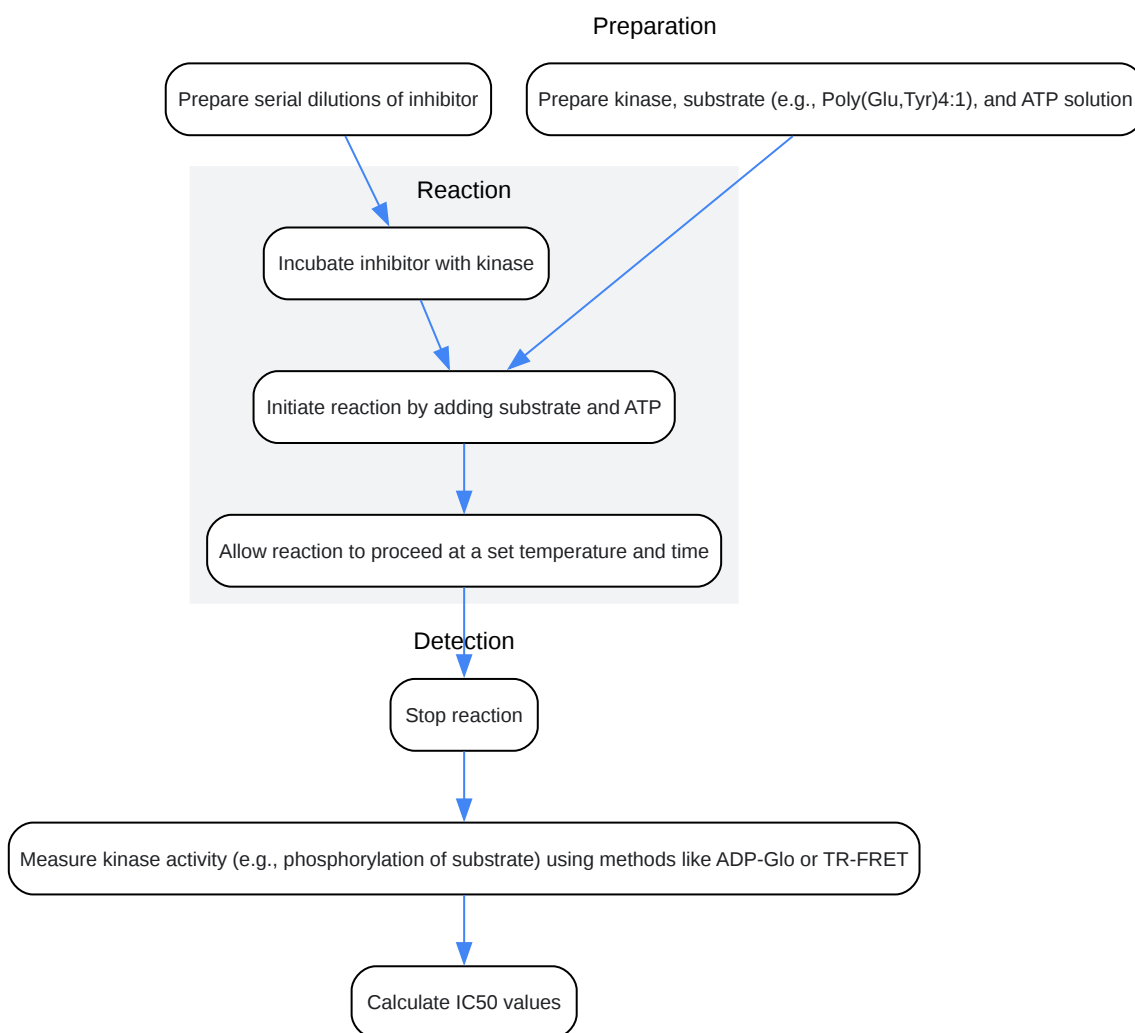 Preparation
Prepare serial dilutions of inhibitor
Prepare kinase, substrate (e.g., Poly(Glu,Tyr)4:1), and ATP solution
Reaction
Incubate inhibitor with kinase
Initiate reaction by adding substrate and ATP
Allow reaction to proceed at a set temperature and time
Detection
Stop reaction
Measure kinase activity (e.g., phosphorylation of substrate) using methods like ADP-Glo or TR-FRET
Calculate IC50 values